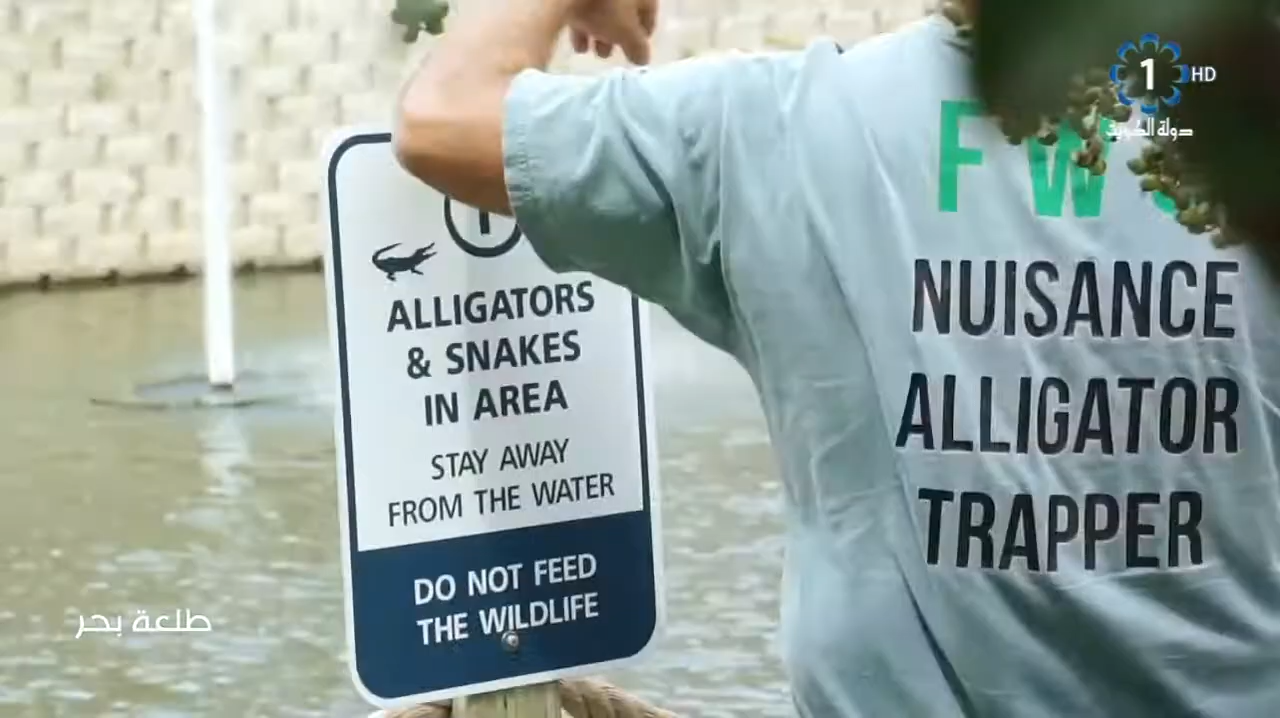 ALLIGATORS
& SNAKES
IN AREA
STAY AWAY
FROM THE WATER
DO NOT FEED
THE WILDLIFE
NUISANCE
ALLIGATOR
TRAPPER
1 HD
دولة الكويت
طلعة بحر